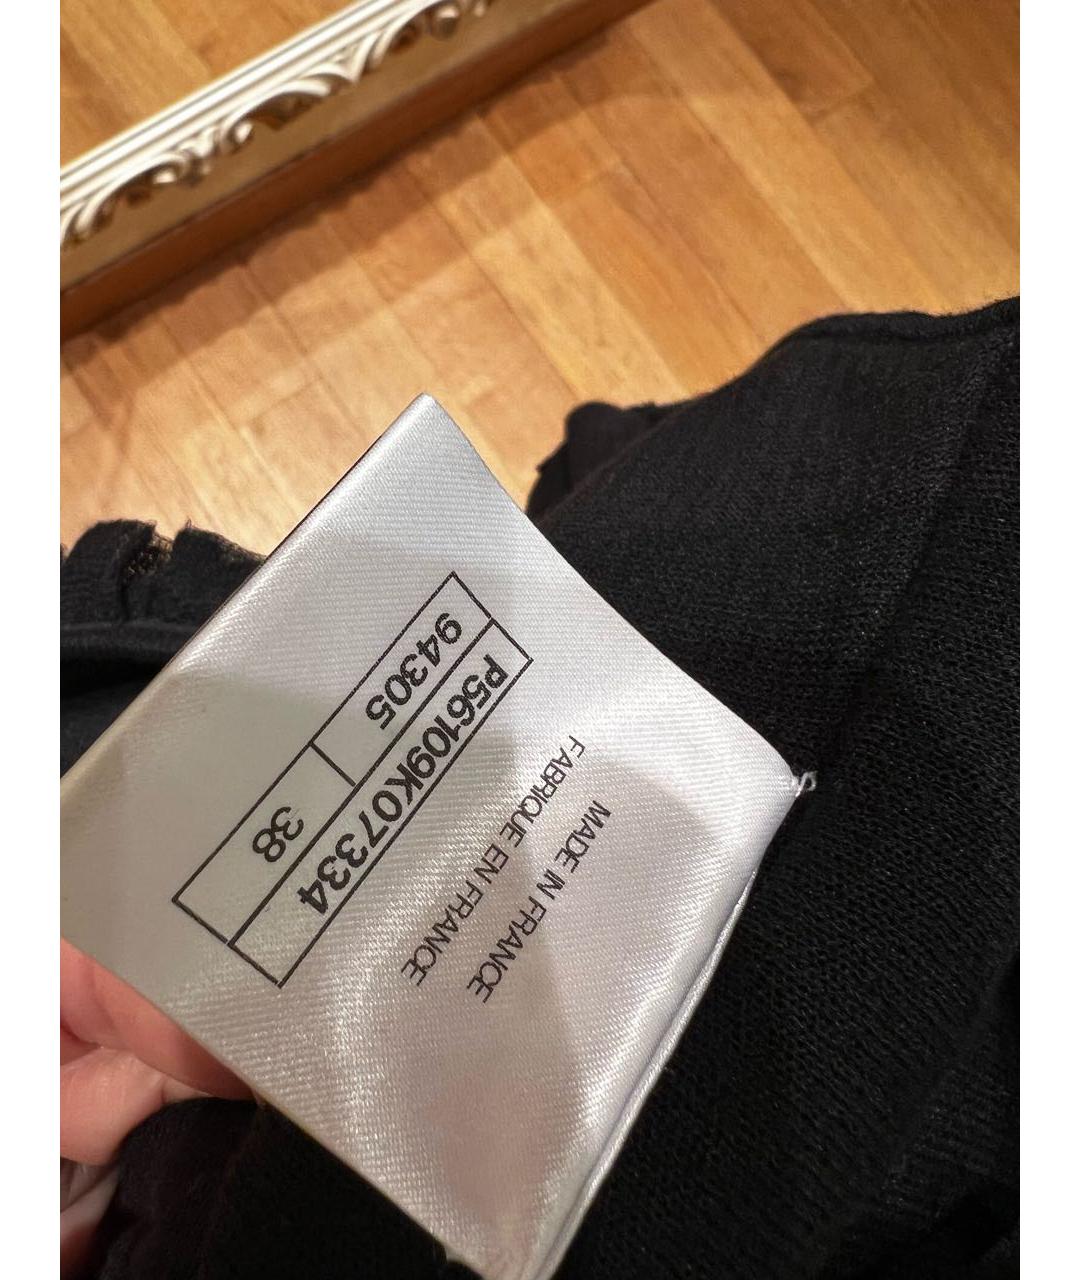 MADE IN FRANCE
FABRIQUE EN FRANCE
P56109K07334
94305 38